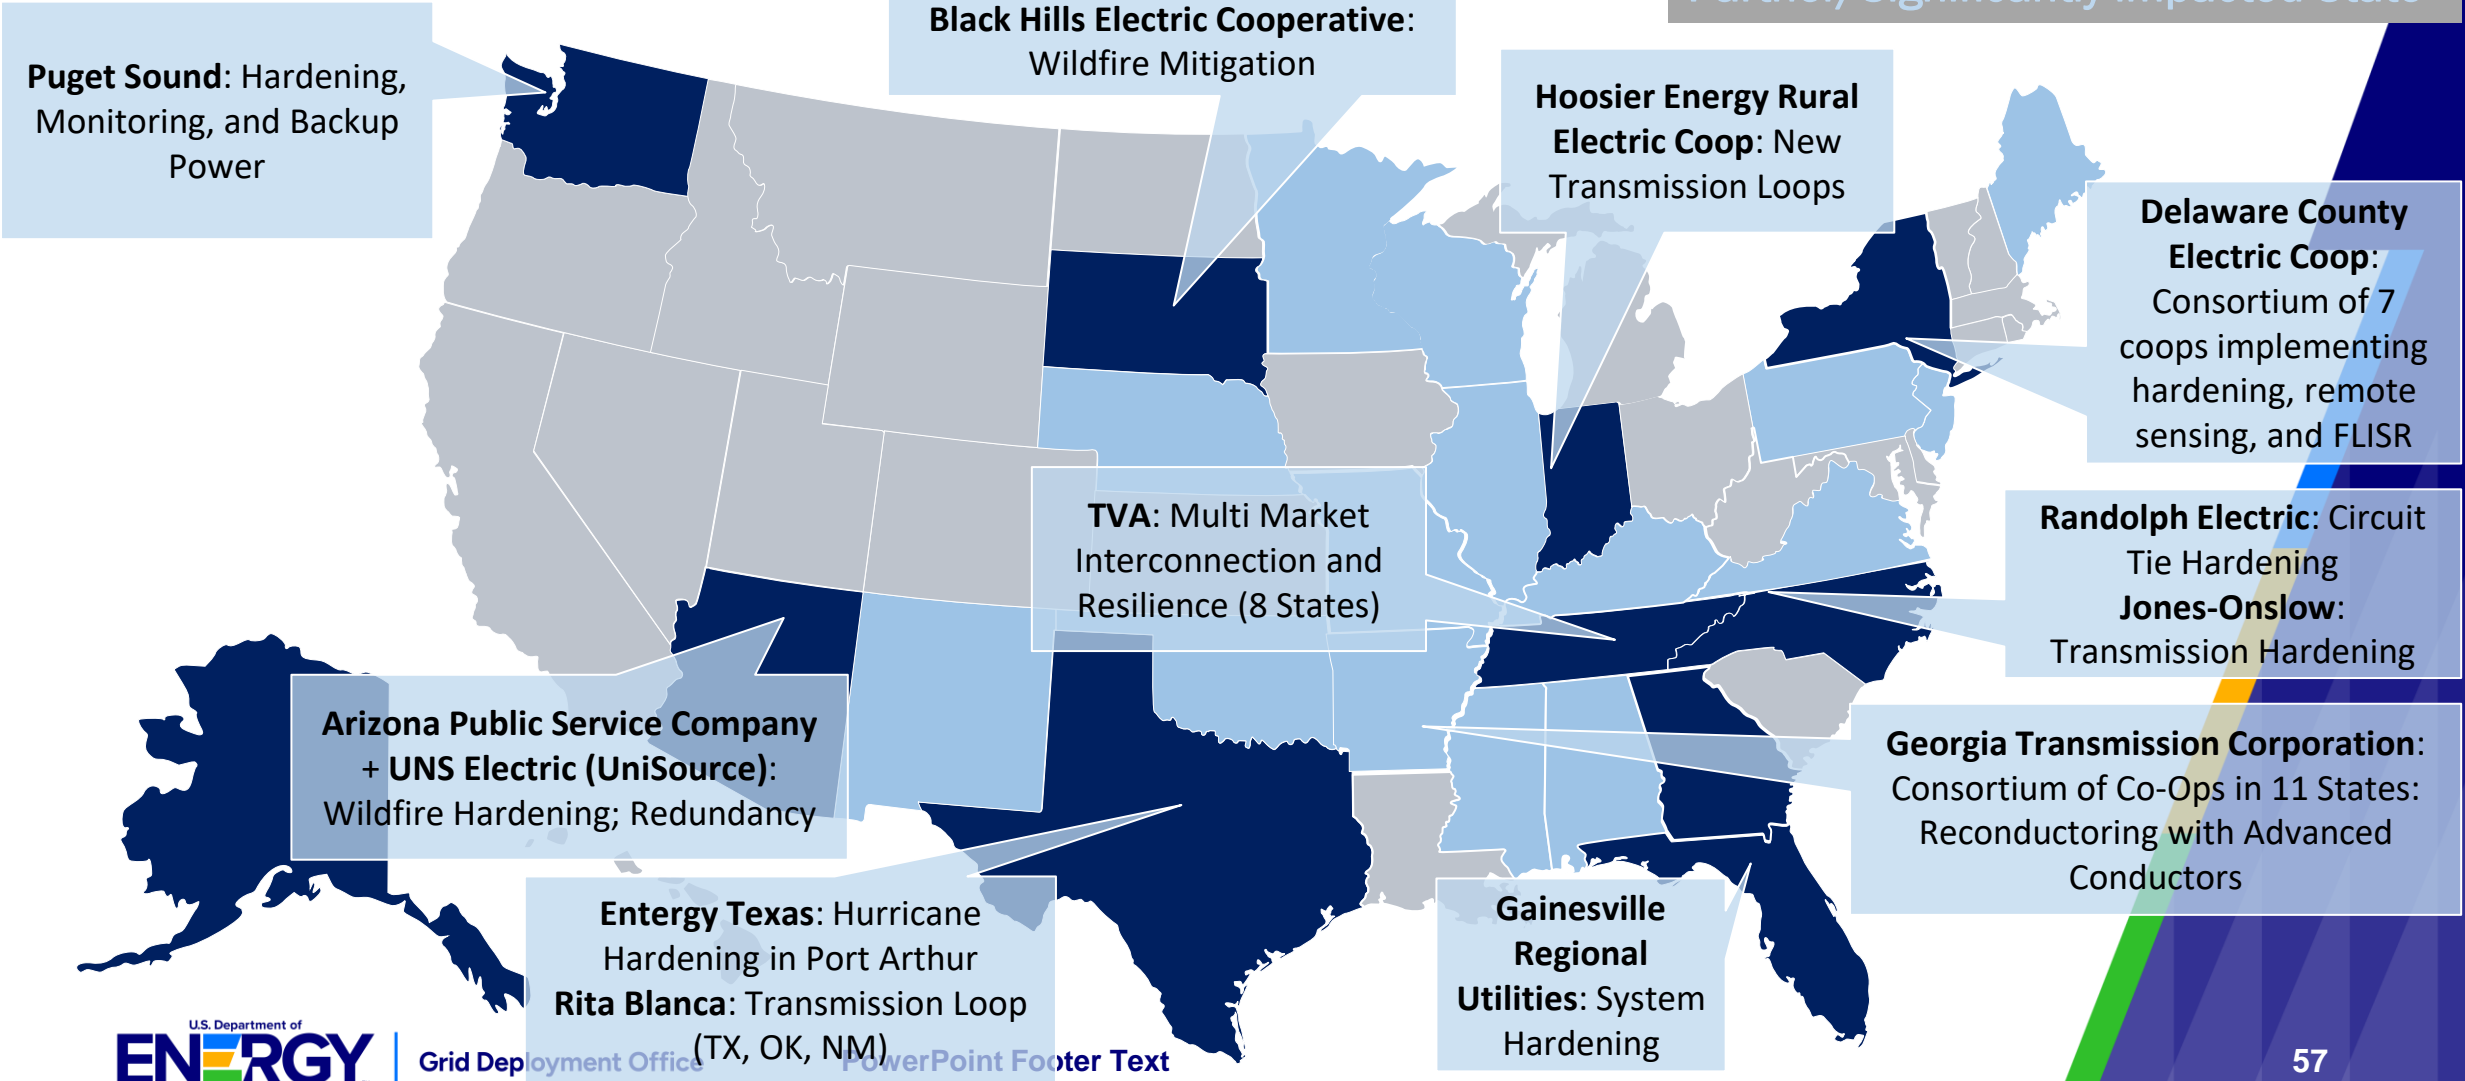 Partner/Significantly Impacted State
Black Hills Electric Cooperative:
Wildfire Mitigation
Puget Sound: Hardening,
Monitoring, and Backup
Power
Hoosier Energy Rural
Electric Coop: New
Transmission Loops
Delaware County
Electric Coop:
Consortium of 7
coops implementing
hardening, remote
sensing, and FLISR
TVA: Multi Market
Interconnection and
Resilience (8 States)
Randolph Electric: Circuit
Tie Hardening
Jones-Onslow:
Transmission Hardening
Arizona Public Service Company
+ UNS Electric (UniSource):
Wildfire Hardening; Redundancy
Georgia Transmission Corporation:
Consortium of Co-Ops in 11 States:
Reconductoring with Advanced
Conductors
Entergy Texas: Hurricane
Hardening in Port Arthur
Rita Blanca: Transmission Loop
(TX, OK, NM)
Gainesville
Regional
Utilities: System
Hardening
U.S. Department of
ENERGY
Grid Deployment Office
PowerPoint Footer Text
57